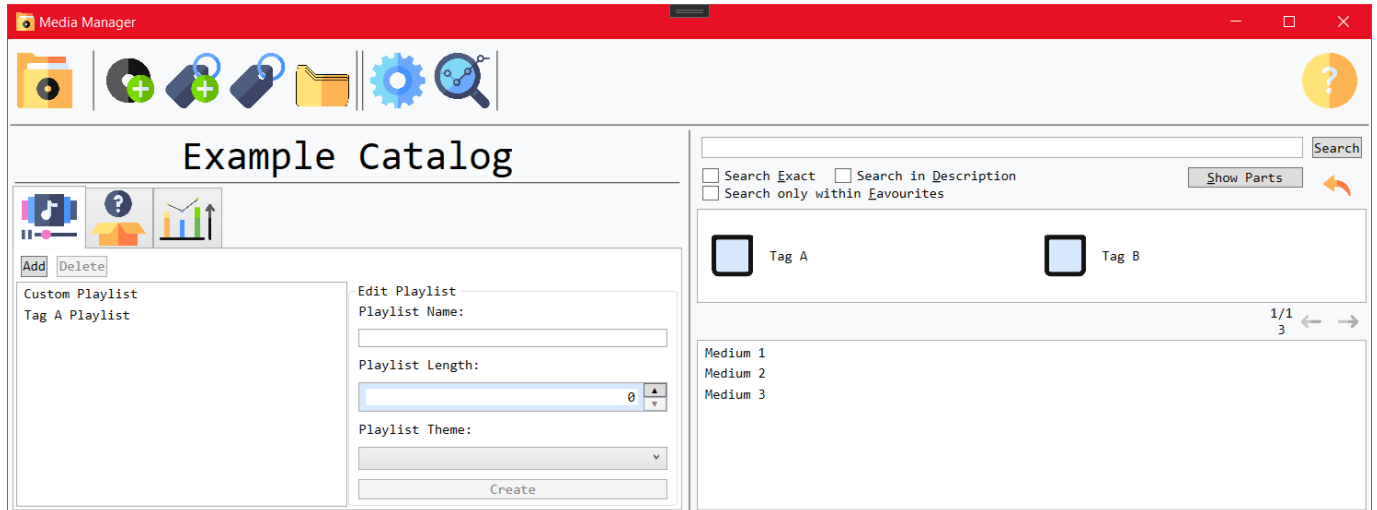 Media Manager
?
Example Catalog
?
Add Delete
Custom Playlist
Tag A Playlist
Edit Playlist
Playlist Name:
Playlist Length:
0
Playlist Theme:
Create
Search
Search Exact Search in Description
Search only within Favourites
Show Parts
Tag A Tag B
1/1
3
Medium 1
Medium 2
Medium 3